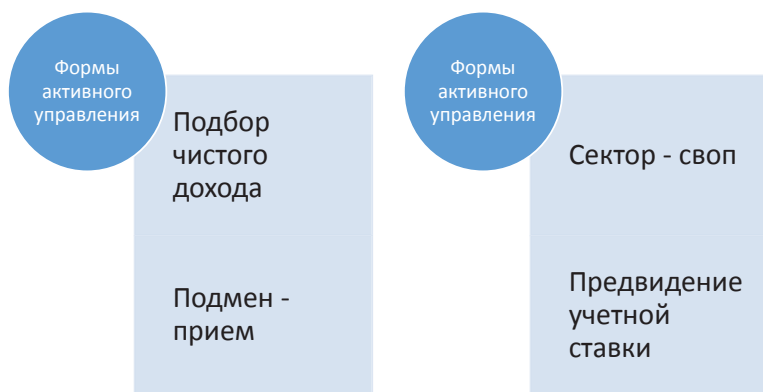 Формы
активного
управления
Подбор
чистого
дохода
Подмен -
прием
Формы
активного
управления
Сектор - своп
Предвидение
учетной
ставки